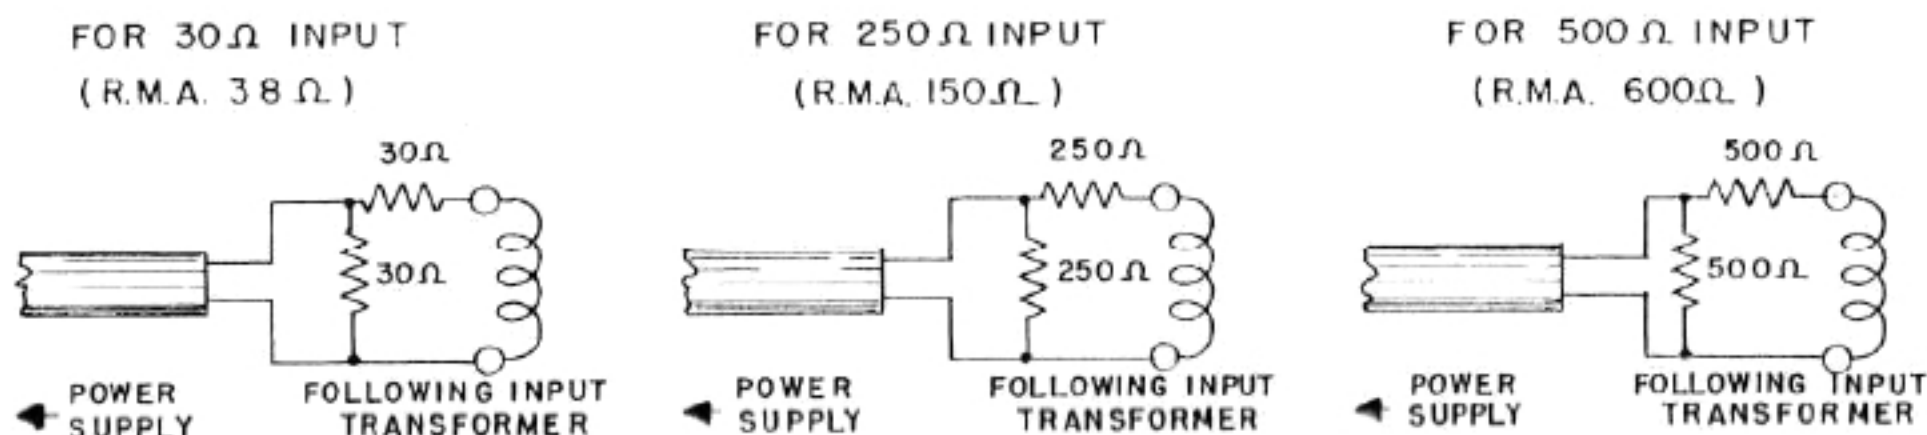 FOR 30Ω INPUT
(R.M.A. 38Ω)
30Ω
30Ω
POWER
SUPPLY
FOLLOWING INPUT
TRANSFORMER
FOR 250Ω INPUT
(R.M.A. 150Ω)
250Ω
250Ω
POWER
SUPPLY
FOLLOWING INPUT
TRANSFORMER
FOR 500Ω INPUT
(R.M.A. 600Ω)
500Ω
500Ω
POWER
SUPPLY
FOLLOWING INPUT
TRANSFORMER